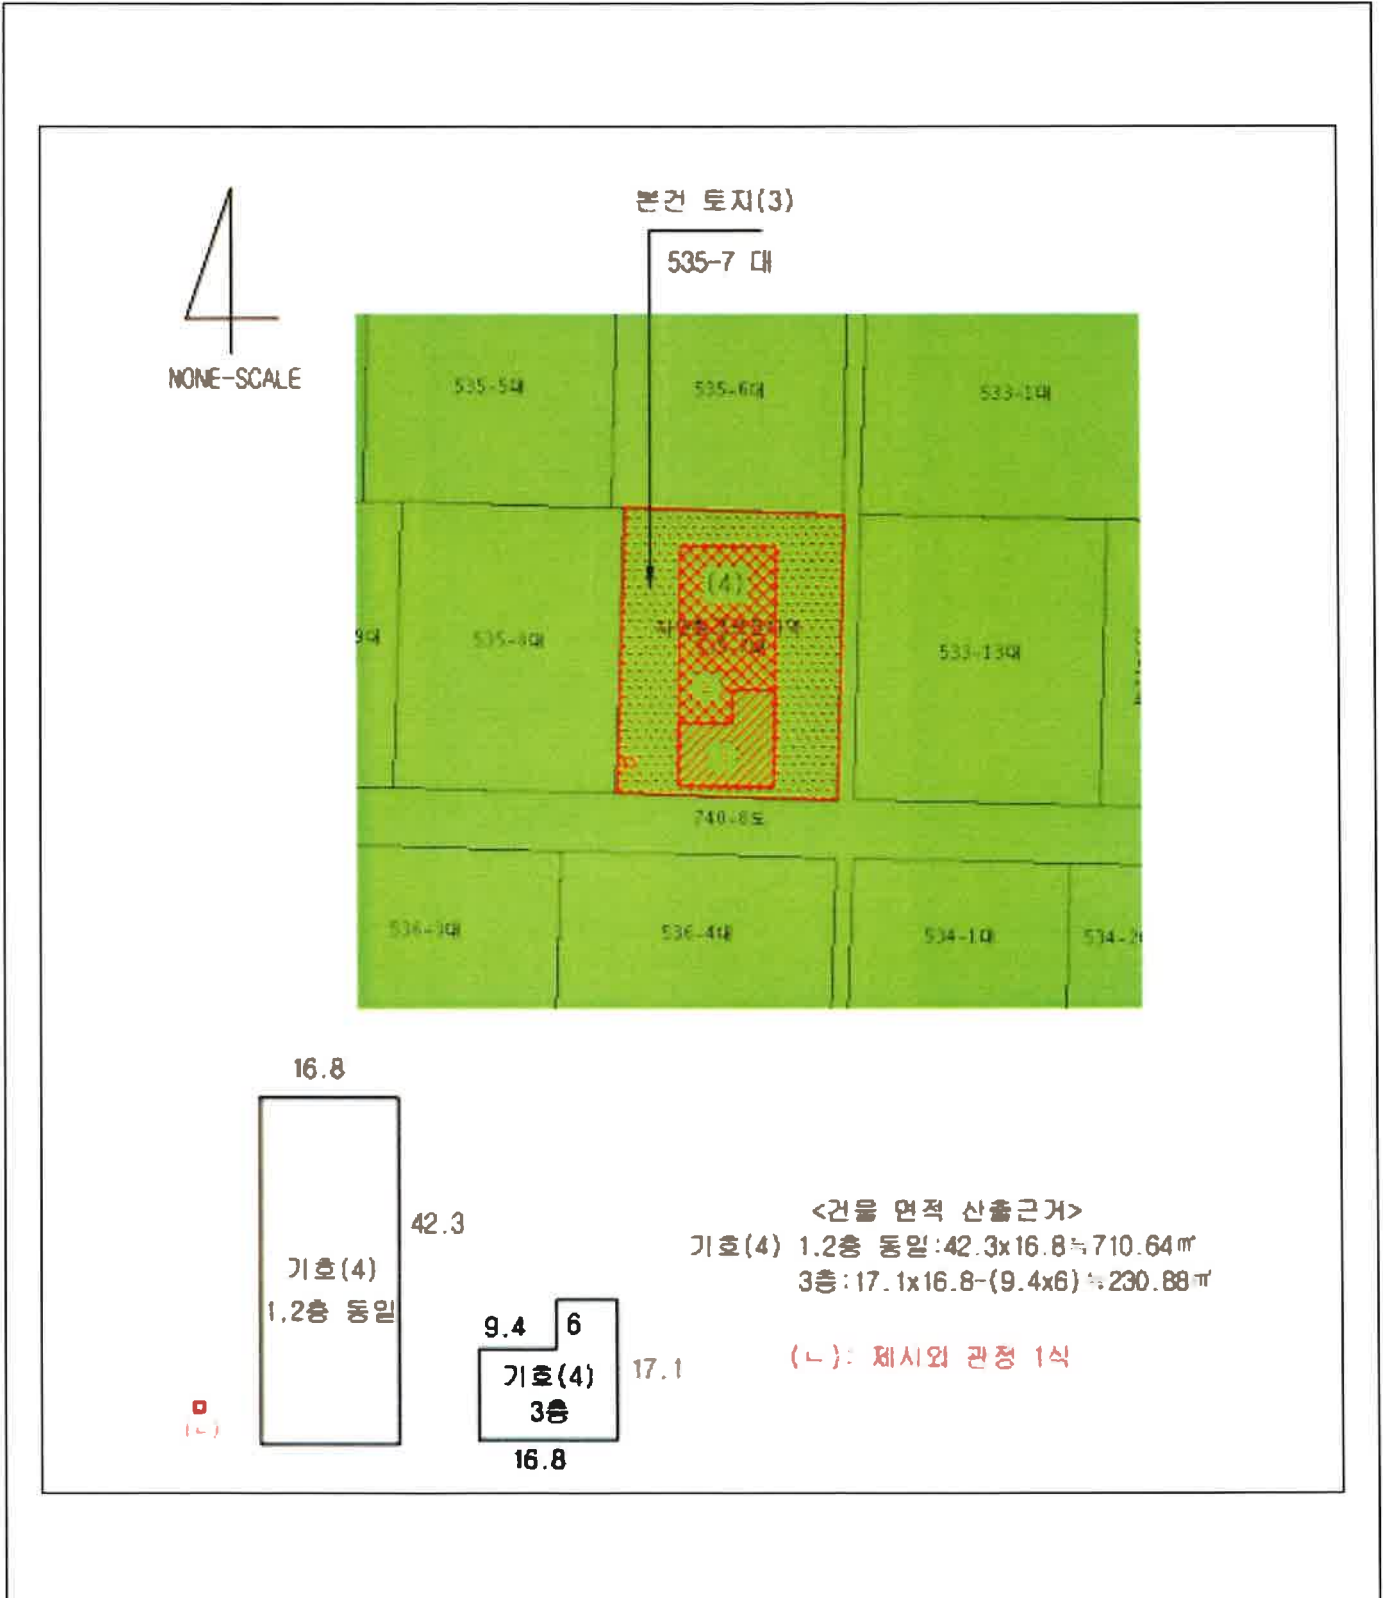 본건 토지(3)
535-7 대
NONE-SCALE
535-5대
535-6대
533-1대
(4)
9대
535-8대
533-13대
740-8도
536-3대
536-4대
534-1대
534-2
16.8
42.3
기호(4)
1,2층 동일
(ㄴ)
9.4
6
기호(4)
3층
17.1
16.8
<건물 면적 산출근거>
기호(4) 1.2층 동일:42.3x16.8≒710.64㎡
3층:17.1x16.8-(9.4x6)≒230.88㎡
(ㄴ): 제시외 관정 1식